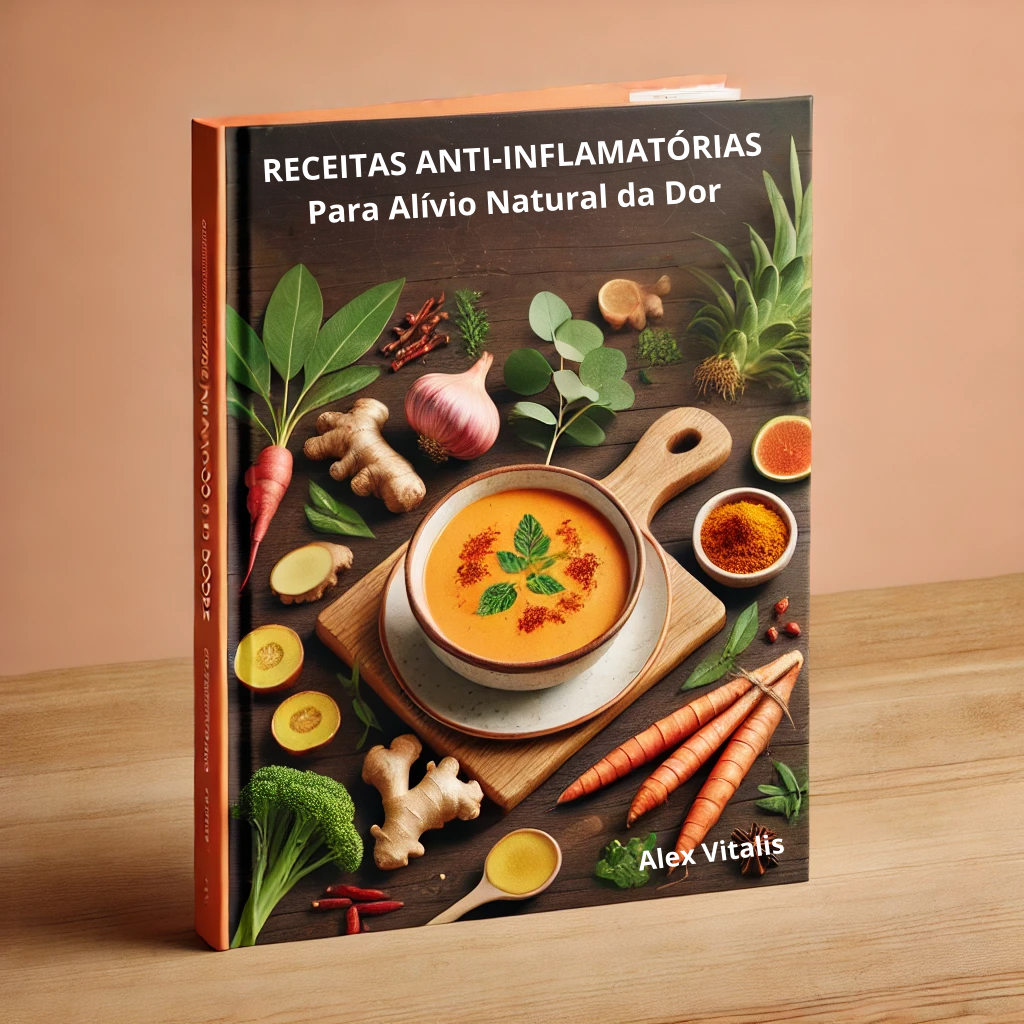 RECEITAS ANTI-INFLAMATÓRIAS
Para Alívio Natural da Dor
Alex Vitalis